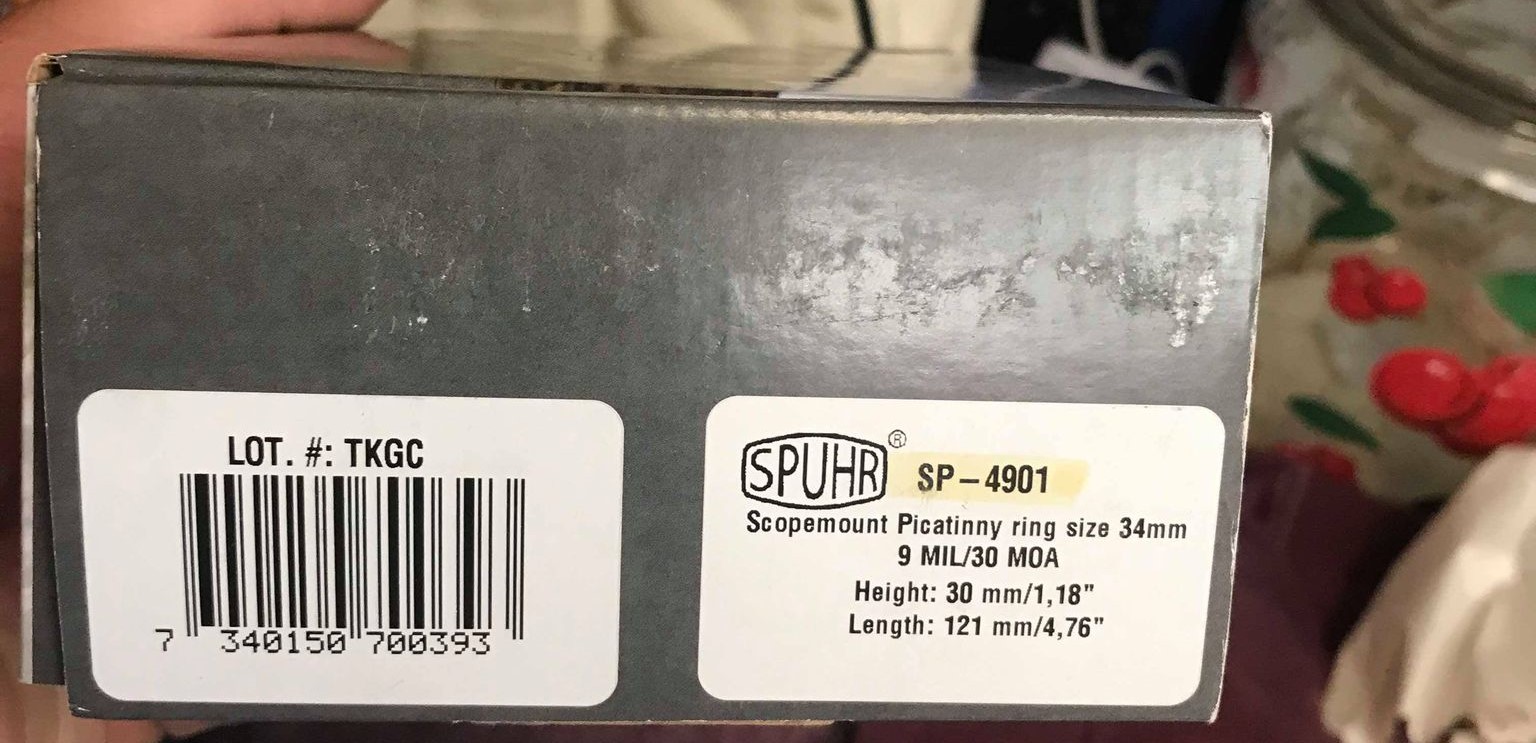 LOT. #: TKGC
7 340150 700393
SPUHR® SP-4901
Scopemount Picatinny ring size 34mm
9 MIL/30 MOA
Height: 30 mm/1,18"
Length: 121 mm/4,76"